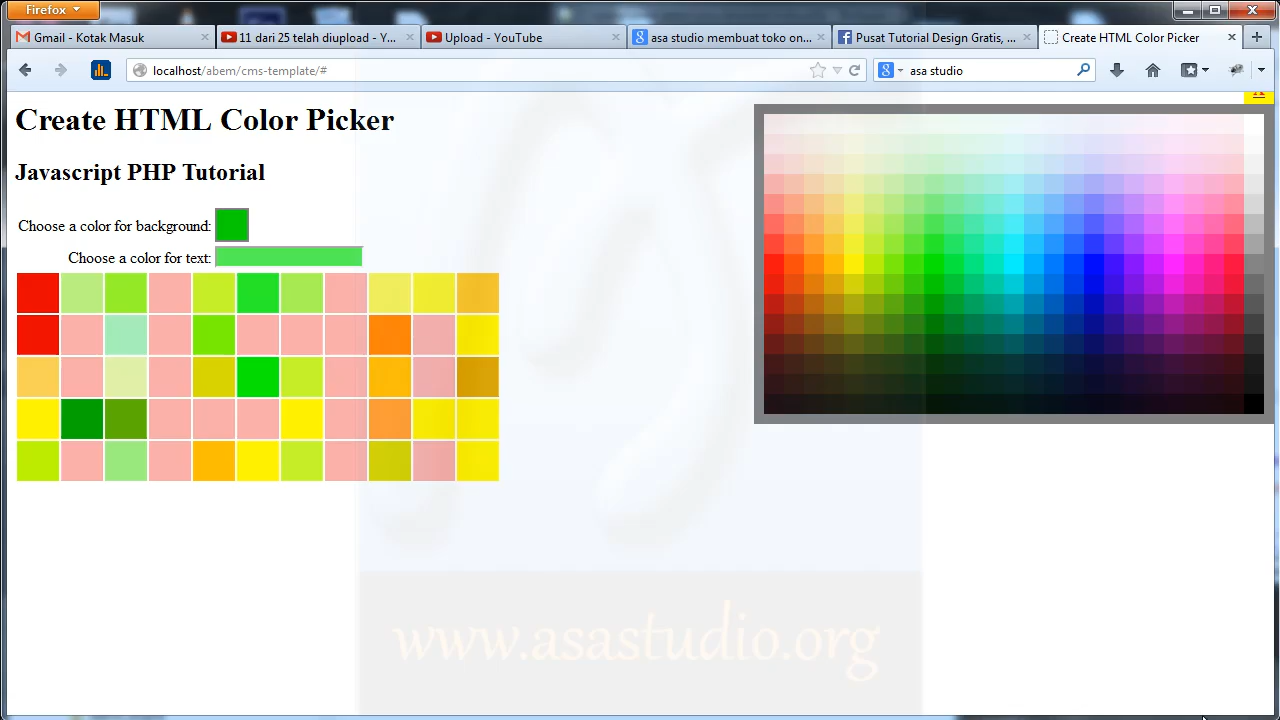 Firefox
Gmail - Kotak Masuk
11 dari 25 telah diupload - Y...
Upload - YouTube
asa studio membuat toko on...
Pusat Tutorial Design Gratis, ...
Create HTML Color Picker
localhost/abem/cms-template/#
asa studio
Create HTML Color Picker
Javascript PHP Tutorial
Choose a color for background:
Choose a color for text:
www.asastudio.org